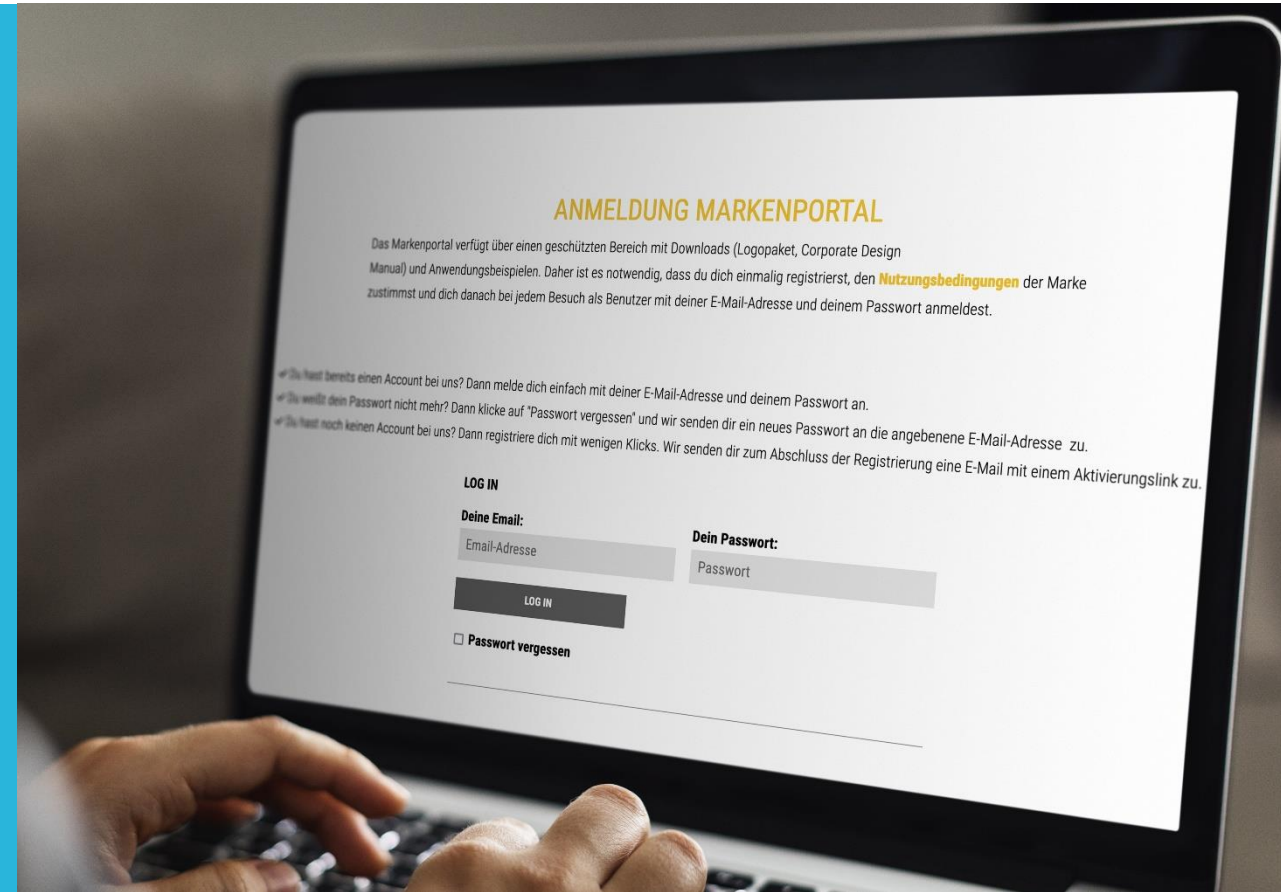 ANMELDUNG MARKENPORTAL
Das Markenportal verfügt über einen geschützten Bereich mit Downloads (Logopaket, Corporate Design
Manual) und Anwendungsbeispielen. Daher ist es notwendig, dass du dich einmalig registrierst, den Nutzungsbedingungen der Marke
zustimmst und dich danach bei jedem Besuch als Benutzer mit deiner E-Mail-Adresse und deinem Passwort anmeldest.
✔ Du hast bereits einen Account bei uns? Dann melde dich einfach mit deiner E-Mail-Adresse und deinem Passwort an.
✔ Du weißt dein Passwort nicht mehr? Dann klicke auf "Passwort vergessen" und wir senden dir ein neues Passwort an die angebenene E-Mail-Adresse zu.
✔ Du hast noch keinen Account bei uns? Dann registriere dich mit wenigen Klicks. Wir senden dir zum Abschluss der Registrierung eine E-Mail mit einem Aktivierungslink zu.
LOG IN
Deine Email:
Dein Passwort:
Email-Adresse
Passwort
LOG IN
Passwort vergessen